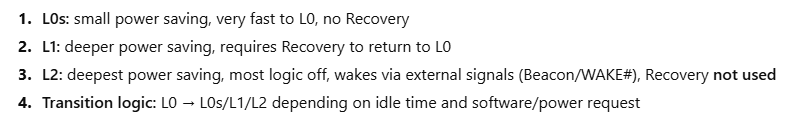 1. L0s: small power saving, very fast to L0, no Recovery
2. L1: deeper power saving, requires Recovery to return to L0
3. L2: deepest power saving, most logic off, wakes via external signals (Beacon/WAKE#), Recovery not used
4. Transition logic: L0 → L0s/L1/L2 depending on idle time and software/power request